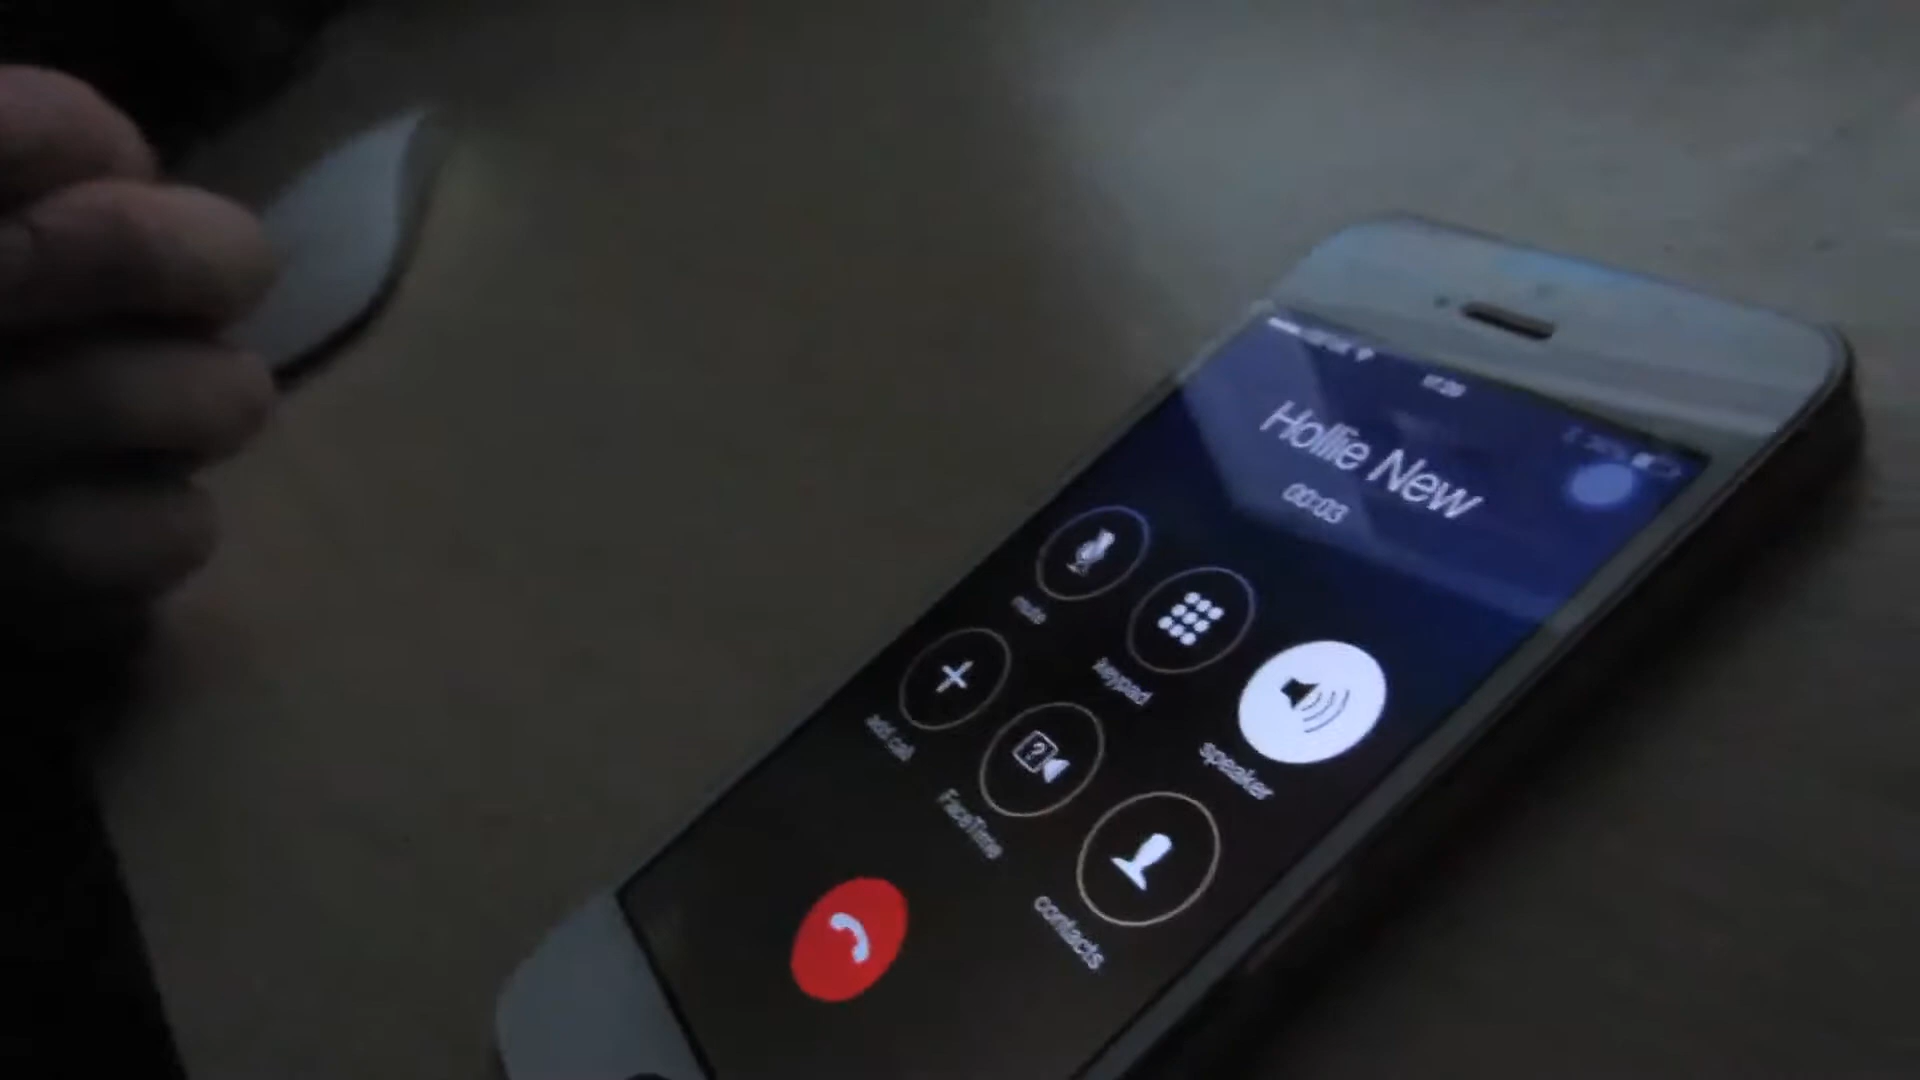 Hollie New
00:03
mute
keypad
speaker
add call
FaceTime
contacts